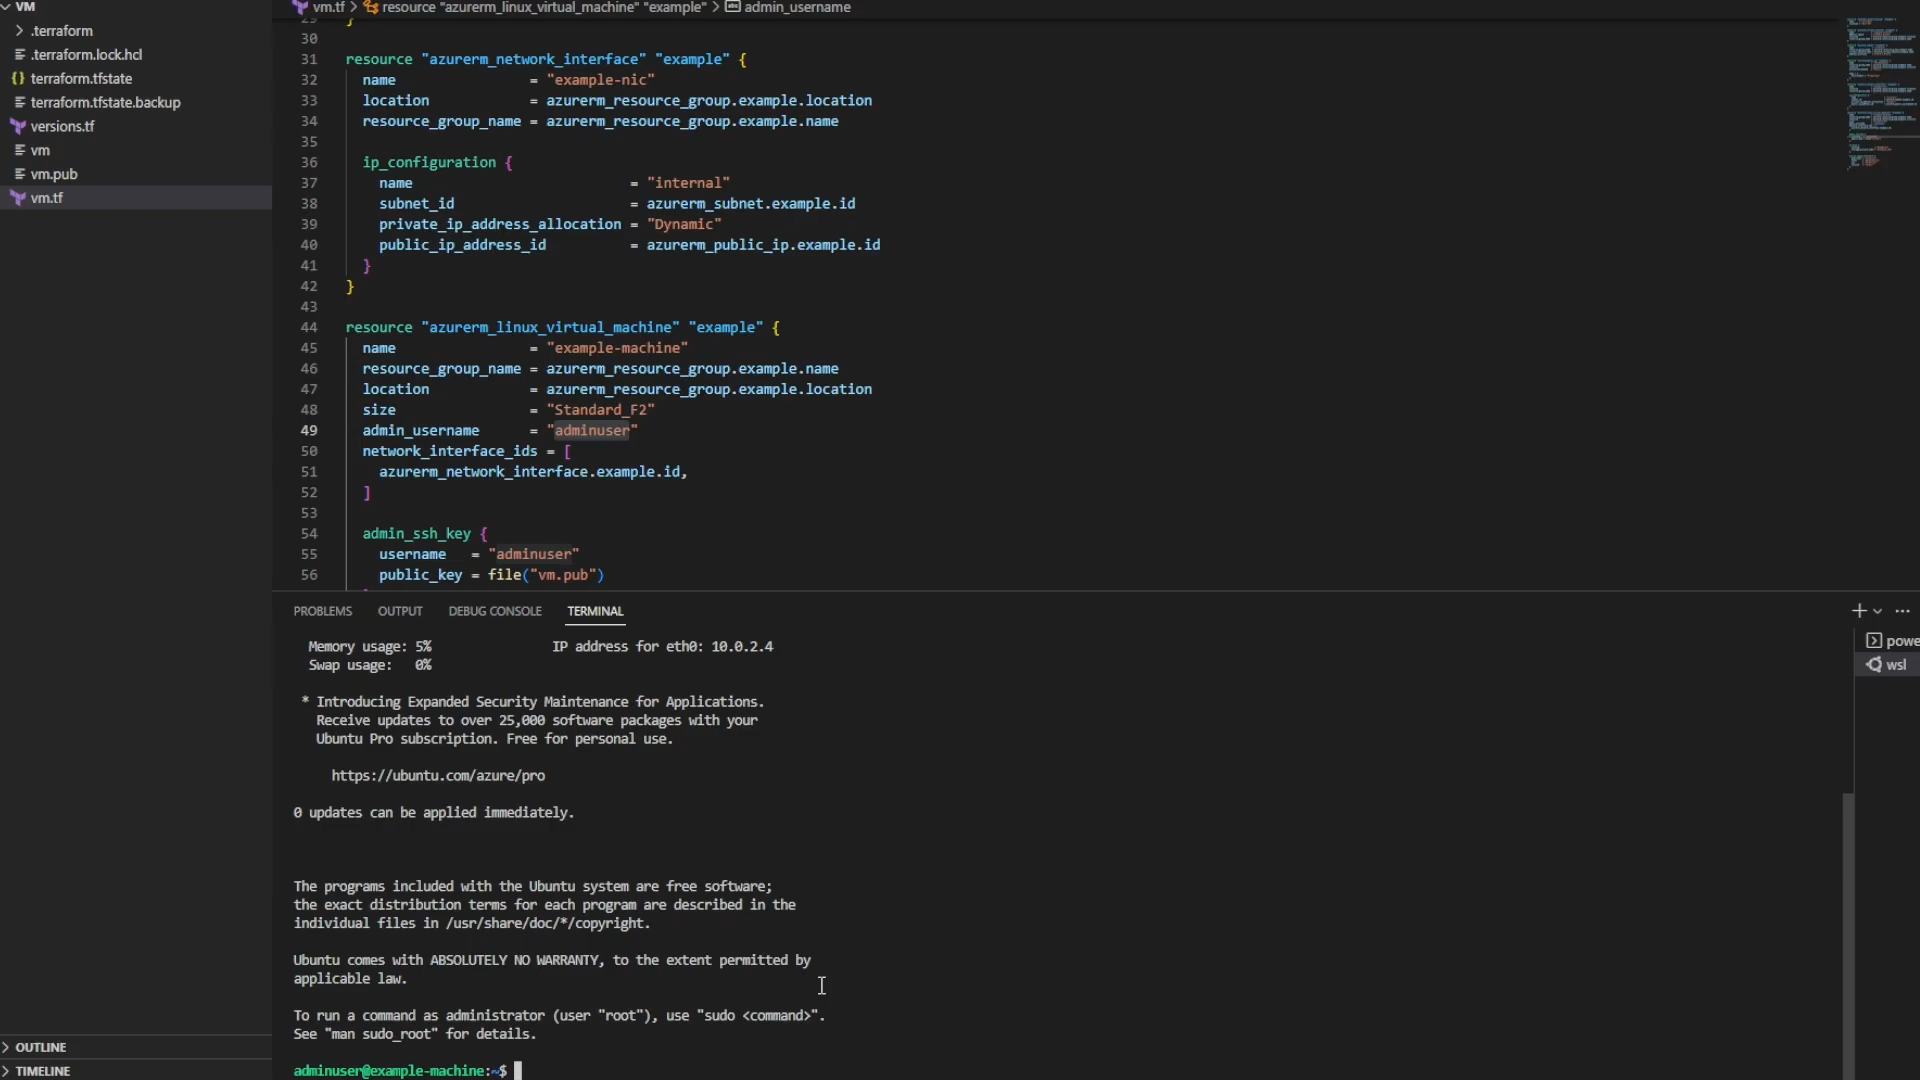 VM
.terraform
.terraform.lock.hcl
{} terraform.tfstate
terraform.tfstate.backup
versions.tf
vm
vm.pub
vm.tf
OUTLINE
TIMELINE
vm.tf > resource "azurerm_linux_virtual_machine" "example" > admin_username
29 }
30
31 resource "azurerm_network_interface" "example" {
32 name = "example-nic"
33 location = azurerm_resource_group.example.location
34 resource_group_name = azurerm_resource_group.example.name
35
36 ip_configuration {
37 name = "internal"
38 subnet_id = azurerm_subnet.example.id
39 private_ip_address_allocation = "Dynamic"
40 public_ip_address_id = azurerm_public_ip.example.id
41 }
42 }
43
44 resource "azurerm_linux_virtual_machine" "example" {
45 name = "example-machine"
46 resource_group_name = azurerm_resource_group.example.name
47 location = azurerm_resource_group.example.location
48 size = "Standard_F2"
49 admin_username = "adminuser"
50 network_interface_ids = [
51 azurerm_network_interface.example.id,
52 ]
53
54 admin_ssh_key {
55 username = "adminuser"
56 public_key = file("vm.pub")
PROBLEMS OUTPUT DEBUG CONSOLE TERMINAL
powe
wsl
Memory usage: 5% IP address for eth0: 10.0.2.4
Swap usage: 0%
* Introducing Expanded Security Maintenance for Applications.
Receive updates to over 25,000 software packages with your
Ubuntu Pro subscription. Free for personal use.
https://ubuntu.com/azure/pro
0 updates can be applied immediately.
The programs included with the Ubuntu system are free software;
the exact distribution terms for each program are described in the
individual files in /usr/share/doc/*/copyright.
Ubuntu comes with ABSOLUTELY NO WARRANTY, to the extent permitted by
applicable law.
To run a command as administrator (user "root"), use "sudo <command>".
See "man sudo_root" for details.
adminuser@example-machine:~$